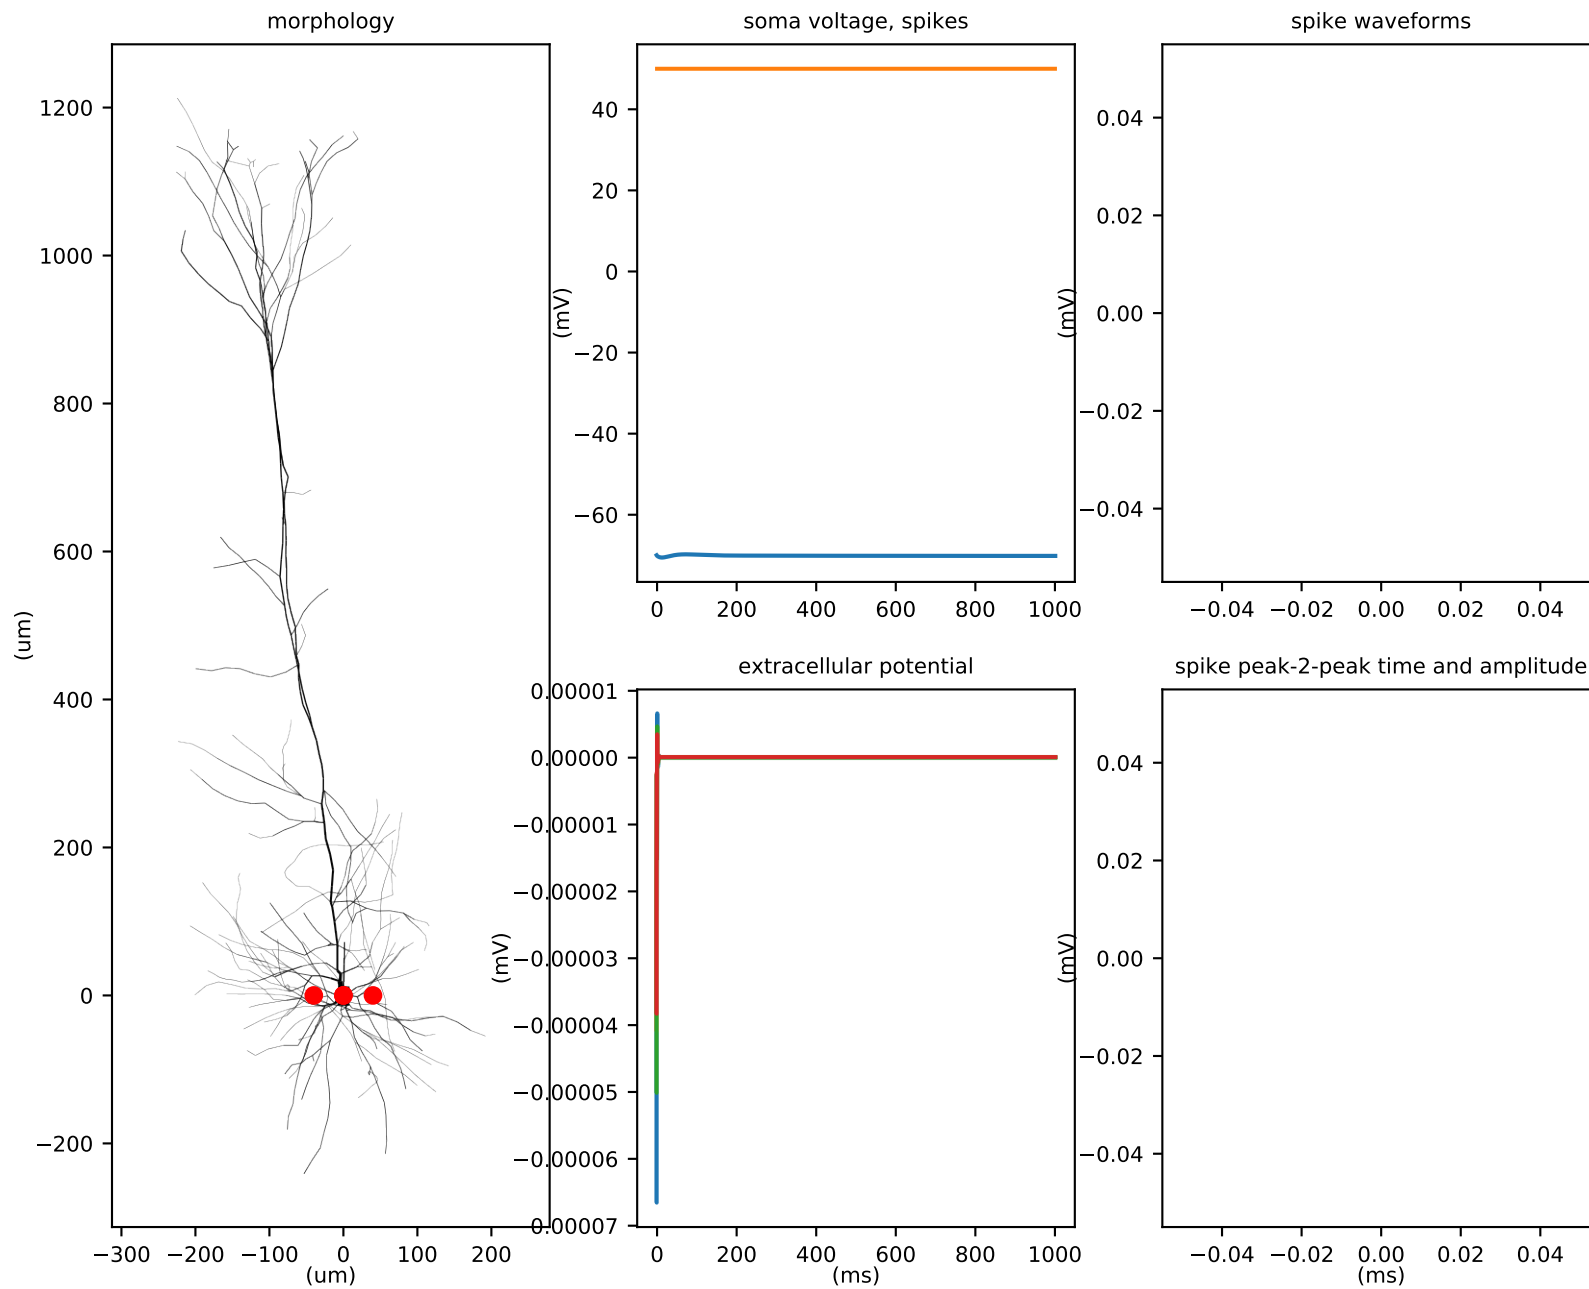 morphology
1200
1000
800
600
400
200
0
−200
(um)
−300 −200 −100 0 100 200
(um)
soma voltage, spikes
40
20
0
−20
−40
−60
(mV)
0 200 400 600 800 1000
spike waveforms
0.04
0.02
0.00
−0.02
−0.04
(mV)
−0.04 −0.02 0.00 0.02 0.04
extracellular potential
0.00001
0.00000
−0.00001
−0.00002
−0.00003
−0.00004
−0.00005
−0.00006
−0.00007
(mV)
0 200 400 600 800 1000
(ms)
spike peak-2-peak time and amplitude
0.04
0.02
0.00
−0.02
−0.04
(mV)
−0.04 −0.02 0.00 0.02 0.04
(ms)